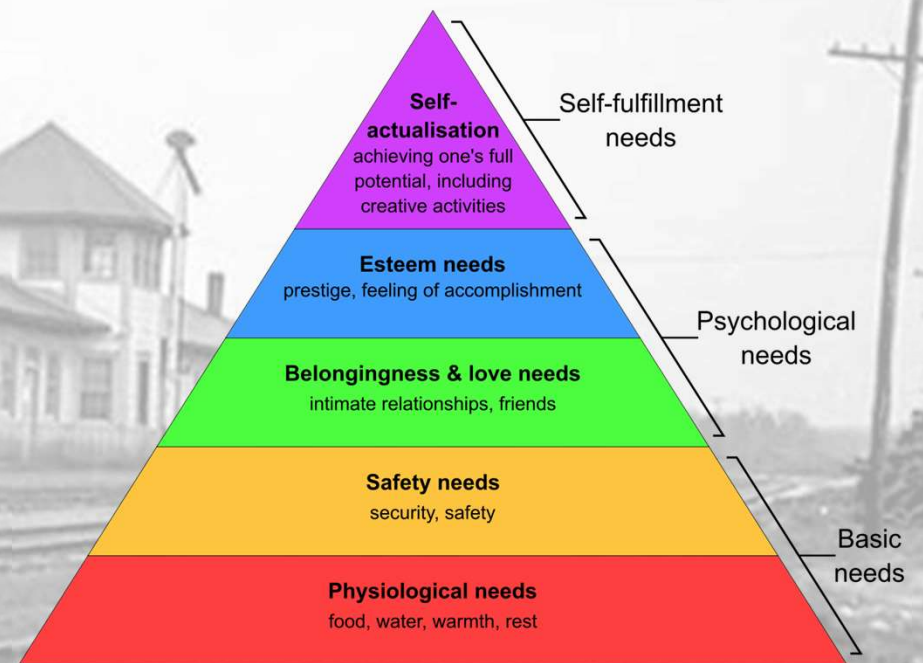 Self-
actualisation
achieving one's full
potential, including
creative activities
Self-fulfillment
needs
Esteem needs
prestige, feeling of accomplishment
Psychological
needs
Belongingness & love needs
intimate relationships, friends
Safety needs
security, safety
Basic
needs
Physiological needs
food, water, warmth, rest